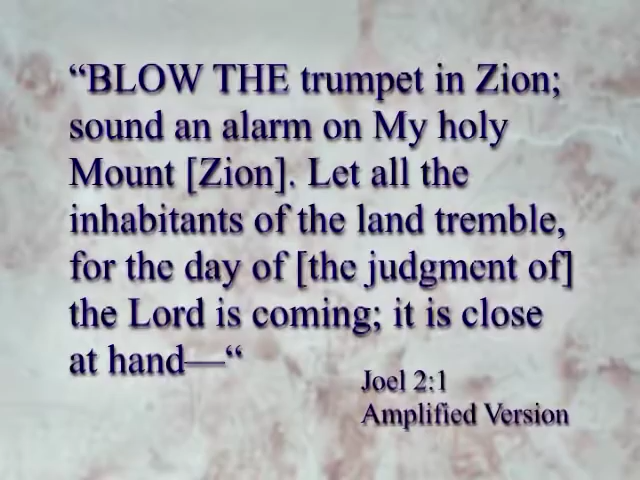 “BLOW THE trumpet in Zion;
sound an alarm on My holy
Mount [Zion]. Let all the
inhabitants of the land tremble,
for the day of [the judgment of]
the Lord is coming; it is close
at hand—“
Joel 2:1
Amplified Version